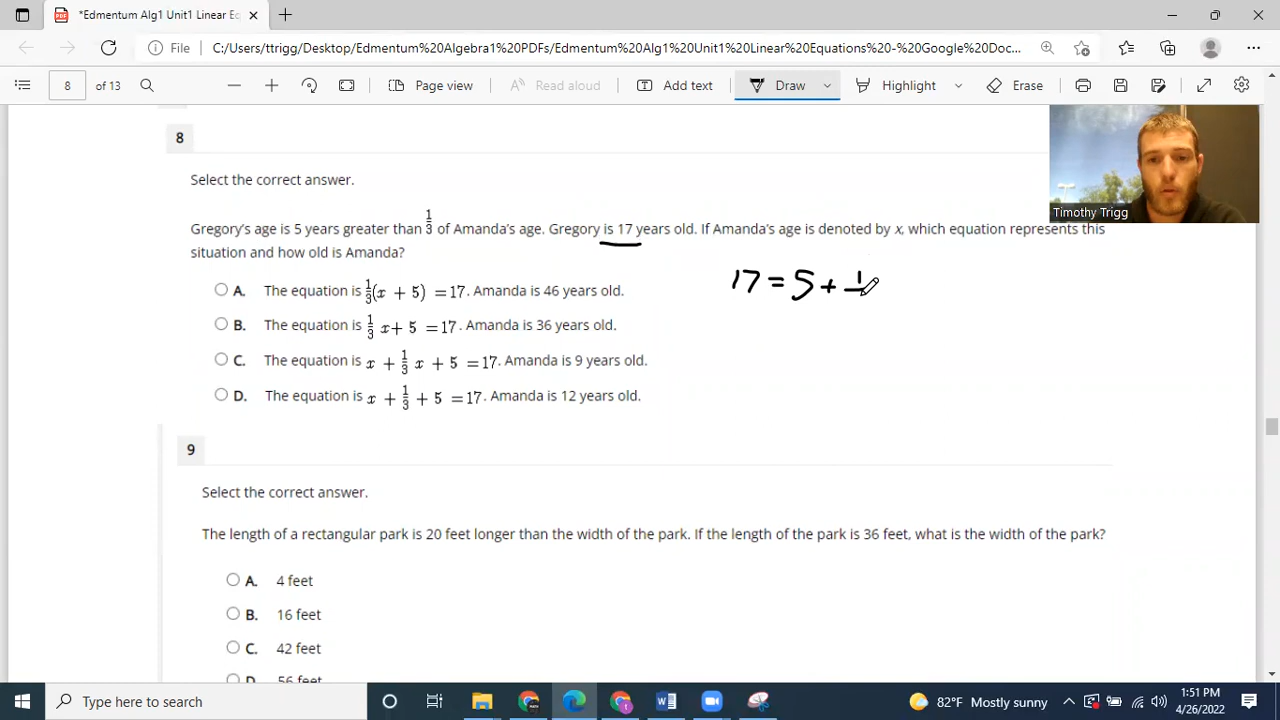 *Edmentum Alg1 Unit1 Linear Eq
File
C:/Users/ttrigg/Desktop/Edmentum%20Algebra1%20PDFs/Edmentum%20Alg1%20Unit1%20Linear%20Equations%20-%20Google%20Doc...
8 of 13
Page view
Read aloud
Add text
Draw
Highlight
Erase
Timothy Trigg
8
Select the correct answer.
Gregory's age is 5 years greater than 1/3 of Amanda's age. Gregory is 17 years old. If Amanda's age is denoted by x, which equation represents this
situation and how old is Amanda?
17 = 5 + 1
A. The equation is 1/3(x + 5) = 17. Amanda is 46 years old.
B. The equation is 1/3 x + 5 = 17. Amanda is 36 years old.
C. The equation is x + 1/3 x + 5 = 17. Amanda is 9 years old.
D. The equation is x + 1/3 + 5 = 17. Amanda is 12 years old.
9
Select the correct answer.
The length of a rectangular park is 20 feet longer than the width of the park. If the length of the park is 36 feet, what is the width of the park?
A. 4 feet
B. 16 feet
C. 42 feet
D. 56 feet
Type here to search
82°F Mostly sunny
1:51 PM
4/26/2022